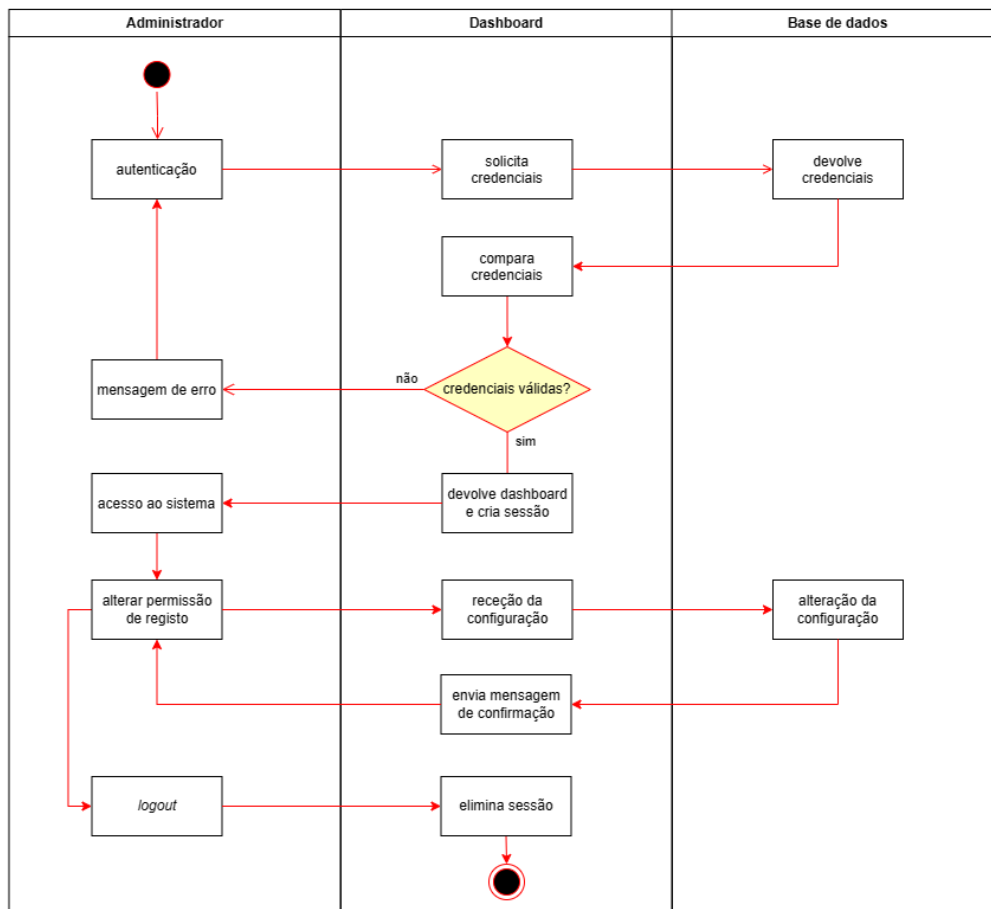 Administrador
Dashboard
Base de dados
autenticação
solicita
credenciais
devolve
credenciais
compara
credenciais
mensagem de erro
não
credenciais válidas?
sim
acesso ao sistema
devolve dashboard
e cria sessão
alterar permissão
de registo
receção da
configuração
alteração da
configuração
envia mensagem
de confirmação
logout
elimina sessão